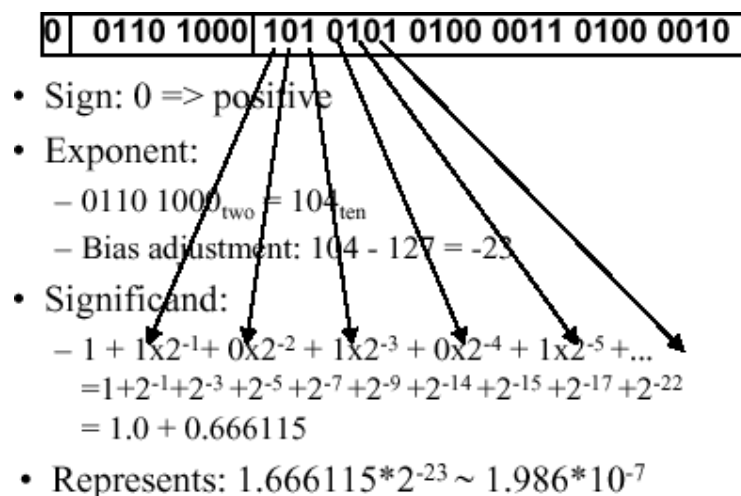 0 0110 1000 101 0101 0100 0011 0100 0010
• Sign: 0 => positive
• Exponent:
– 0110 1000two = 104ten
– Bias adjustment: 104 - 127 = -23
• Significand:
– 1 + 1x2-1+ 0x2-2 + 1x2-3 + 0x2-4 + 1x2-5 +...
=1+2-1+2-3 +2-5 +2-7 +2-9 +2-14 +2-15 +2-17 +2-22
= 1.0 + 0.666115
• Represents: 1.666115*2-23 ~ 1.986*10-7